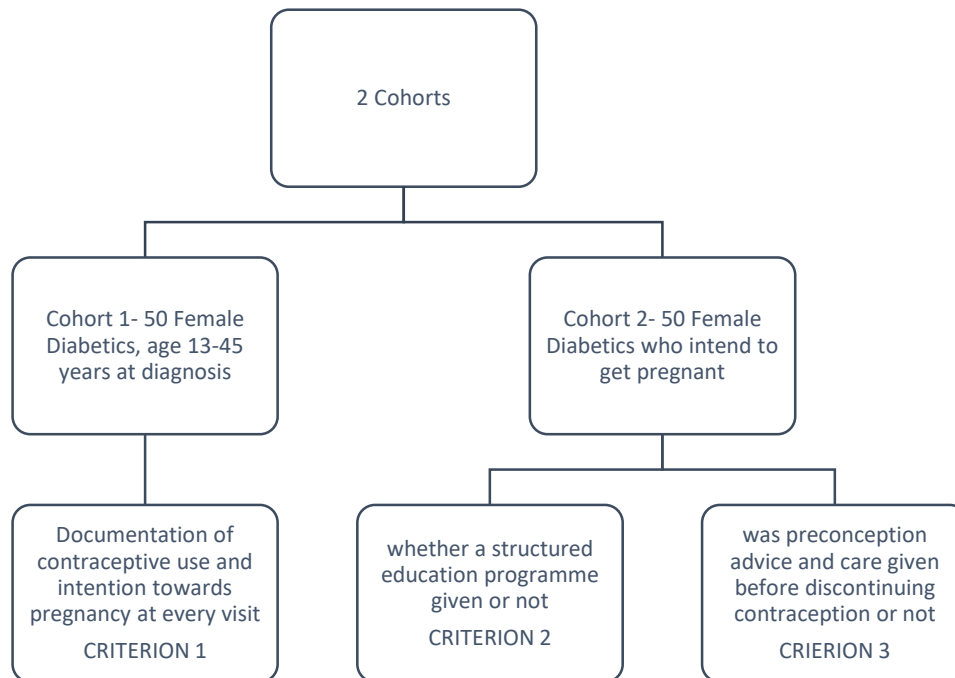 2 Cohorts
Cohort 1- 50 Female
Diabetics, age 13-45
years at diagnosis
Cohort 2- 50 Female
Diabetics who intend to
get pregnant
Documentation of
contraceptive use and
intention towards
pregnancy at every visit
CRITERION 1
whether a structured
education programme
given or not
CRITERION 2
was preconception
advice and care given
before discontinuing
contraception or not
CRIERION 3